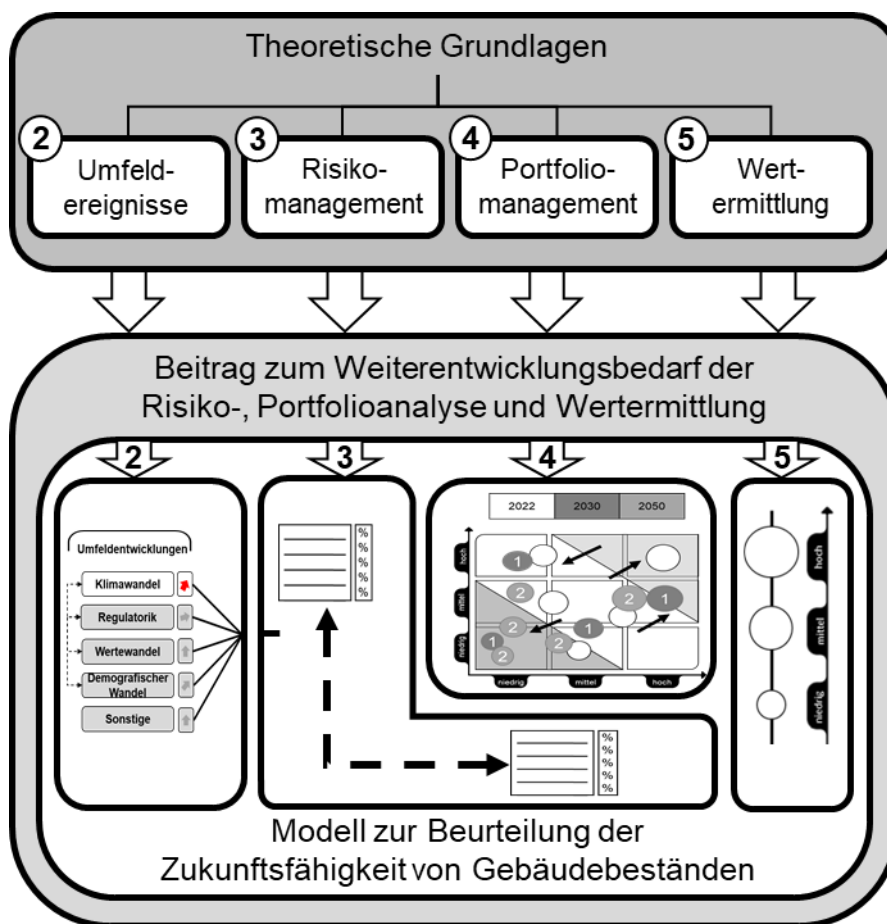 Theoretische Grundlagen
2
3
4
5
Umfeld-
ereignisse
Risiko-
management
Portfolio-
management
Wert-
ermittlung
Beitrag zum Weiterentwicklungsbedarf der
Risiko-, Portfolioanalyse und Wertermittlung
2
3
4
5
Umfeldentwicklungen
Klimawandel
Regulatorik
Wertewandel
Demografischer
Wandel
Sonstige
%
%
%
%
%
2022 2030 2050
hoch
mittel
niedrig
1
2
2
1
2
1
2
1
2
niedrig mittel hoch
%
%
%
%
%
hoch
mittel
niedrig
Modell zur Beurteilung der
Zukunftsfähigkeit von Gebäudebeständen